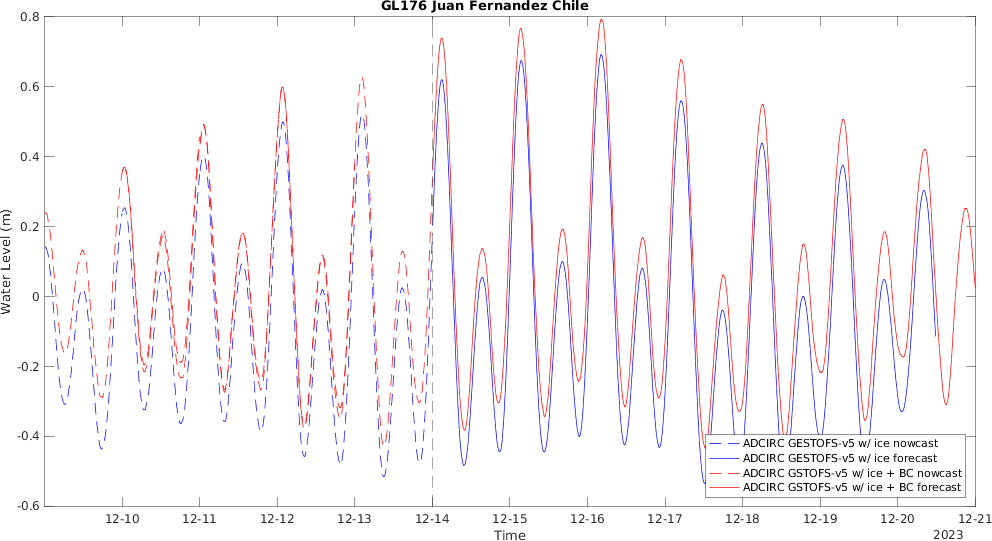 GL176 Juan Fernandez Chile
0.8
0.6
0.4
0.2
0
-0.2
-0.4
-0.6
Water Level (m)
ADCIRC GESTOFS-v5 w/ ice nowcast
ADCIRC GESTOFS-v5 w/ ice forecast
ADCIRC GSTOFS-v5 w/ ice + BC nowcast
ADCIRC GSTOFS-v5 w/ ice + BC forecast
12-10 12-11 12-12 12-13 12-14 12-15 12-16 12-17 12-18 12-19 12-20 12-21
Time
2023